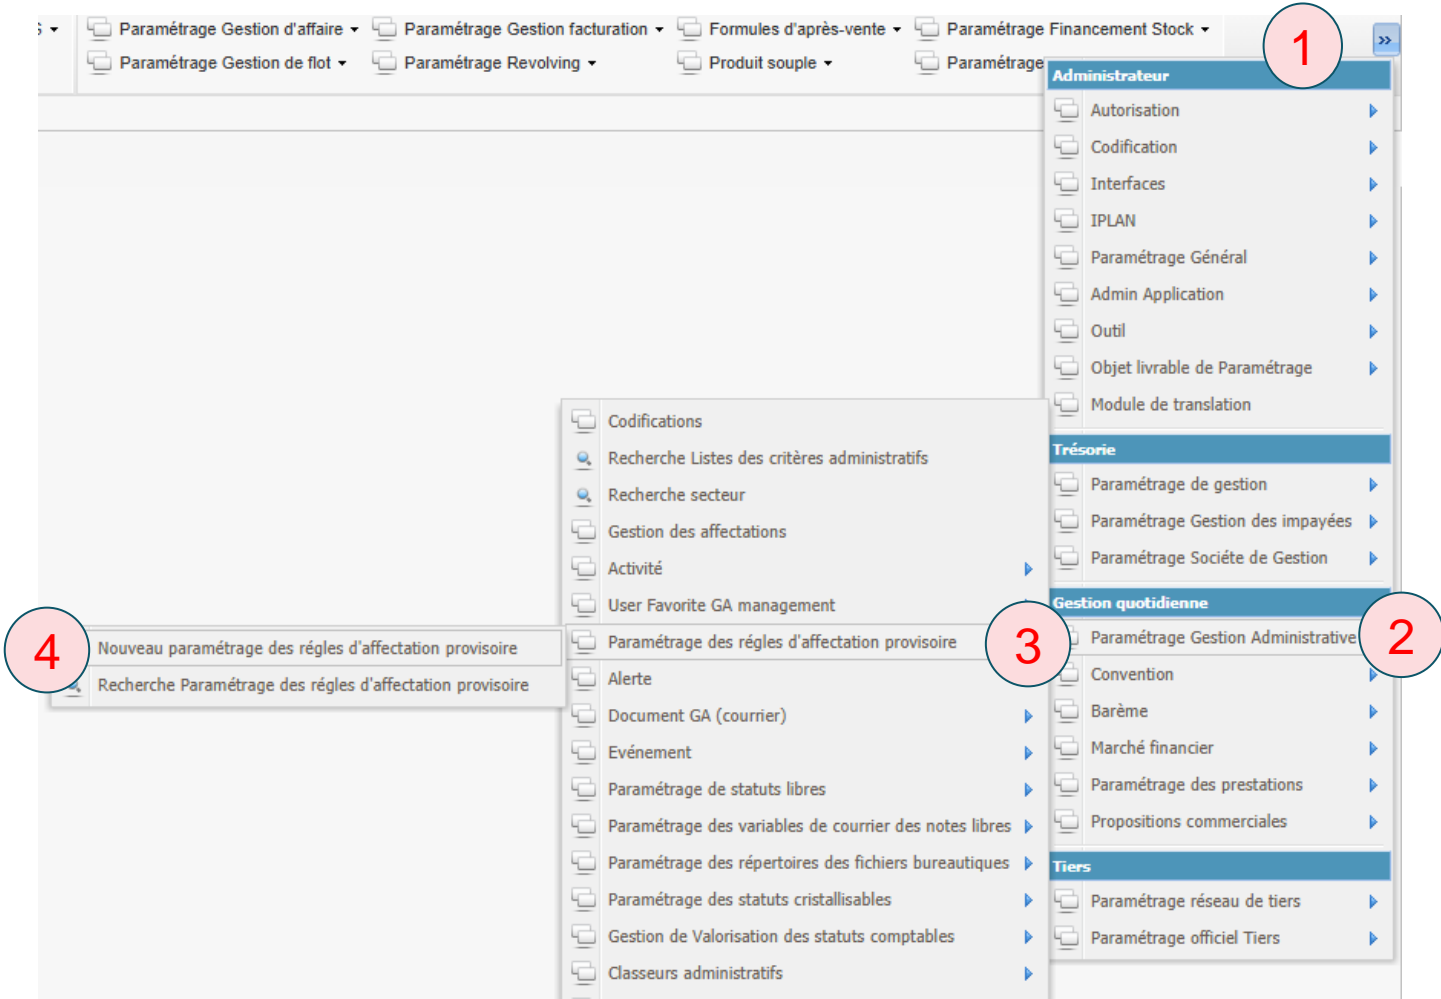 Paramétrage Gestion d'affaire
Paramétrage Gestion facturation
Formules d'après-vente
Paramétrage Financement Stock
Paramétrage Gestion de flot
Paramétrage Revolving
Produit souple
Paramétrage
1
»
Administrateur
Autorisation
Codification
Interfaces
IPLAN
Paramétrage Général
Admin Application
Outil
Objet livrable de Paramétrage
Module de translation
Trésorie
Paramétrage de gestion
Paramétrage Gestion des impayées
Paramétrage Sociéte de Gestion
Gestion quotidienne
Paramétrage Gestion Administrative
2
Convention
Barème
Marché financier
Paramétrage des prestations
Propositions commerciales
Tiers
Paramétrage réseau de tiers
Paramétrage officiel Tiers
Codifications
Recherche Listes des critères administratifs
Recherche secteur
Gestion des affectations
Activité
User Favorite GA management
Paramétrage des régles d'affectation provisoire
3
Alerte
Document GA (courrier)
Evénement
Paramétrage de statuts libres
Paramétrage des variables de courrier des notes libres
Paramétrage des répertoires des fichiers bureautiques
Paramétrage des statuts cristallisables
Gestion de Valorisation des statuts comptables
Classeurs administratifs
4
Nouveau paramétrage des régles d'affectation provisoire
Recherche Paramétrage des régles d'affectation provisoire